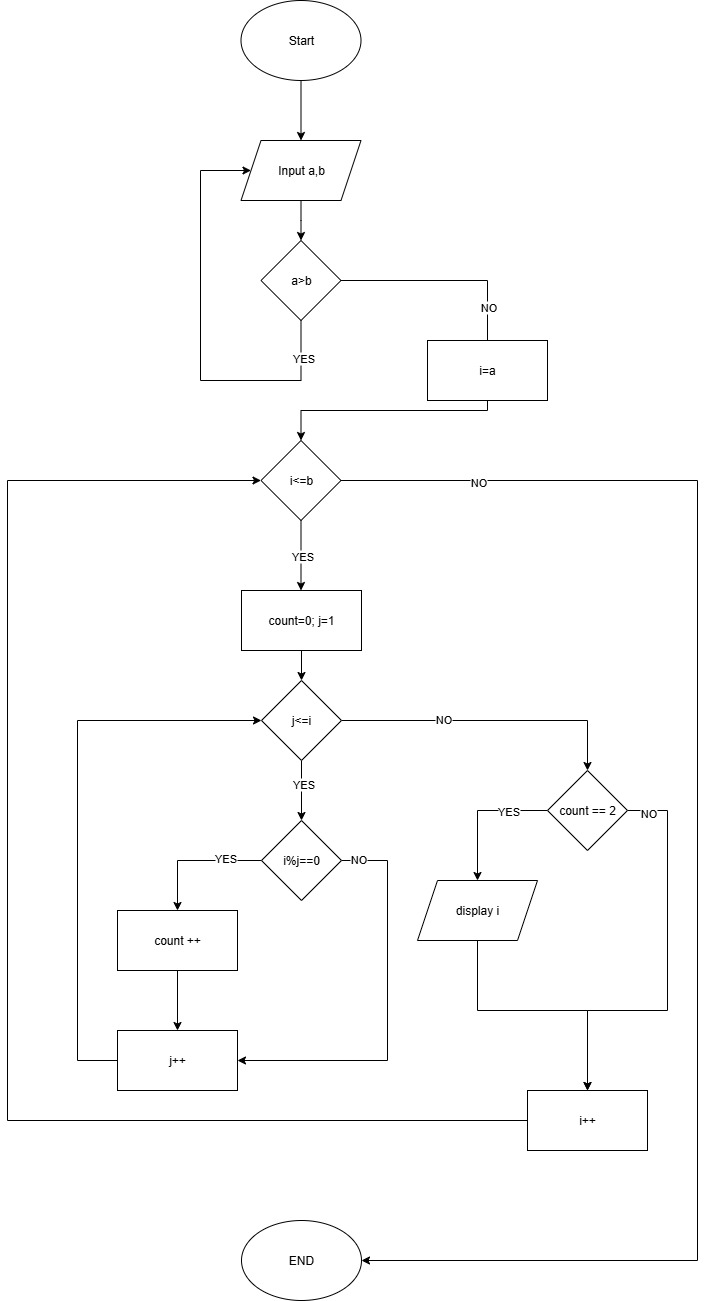 Start
Input a,b
a>b
NO
YES
i=a
i<=b
NO
YES
count=0; j=1
j<=i
NO
YES
count == 2
YES
NO
i%j==0
YES
NO
display i
count ++
j++
i++
END